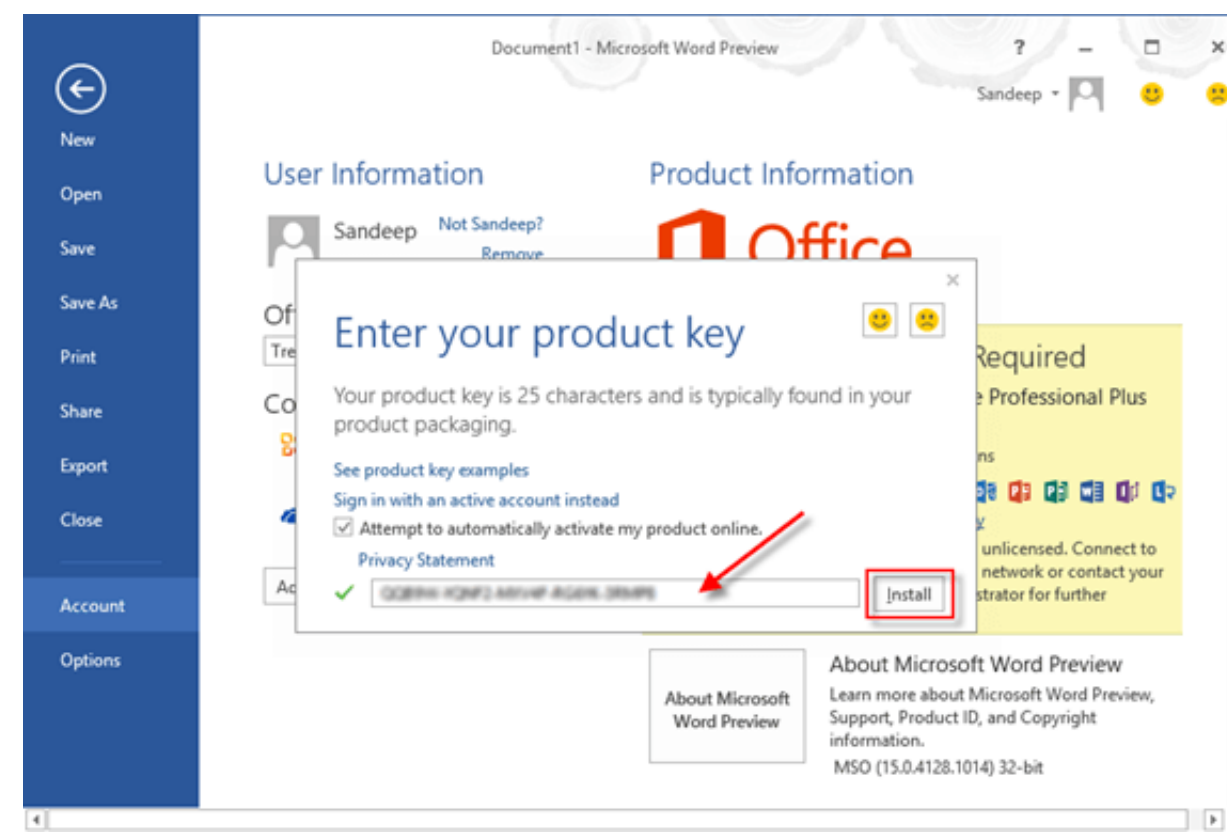 Document1 - Microsoft Word Preview
?
Sandeep
New
Open
Save
Save As
Print
Share
Export
Close
Account
Options
User Information
Sandeep
Not Sandeep?
Remove
Product Information
Office
Of
Tre
Co
Ac
Enter your product key
Your product key is 25 characters and is typically found in your
product packaging.
See product key examples
Sign in with an active account instead
Attempt to automatically activate my product online.
Privacy Statement
Install
Required
Professional Plus
ns
unlicensed. Connect to
network or contact your
strator for further
About Microsoft
Word Preview
About Microsoft Word Preview
Learn more about Microsoft Word Preview,
Support, Product ID, and Copyright
information.
MSO (15.0.4128.1014) 32-bit